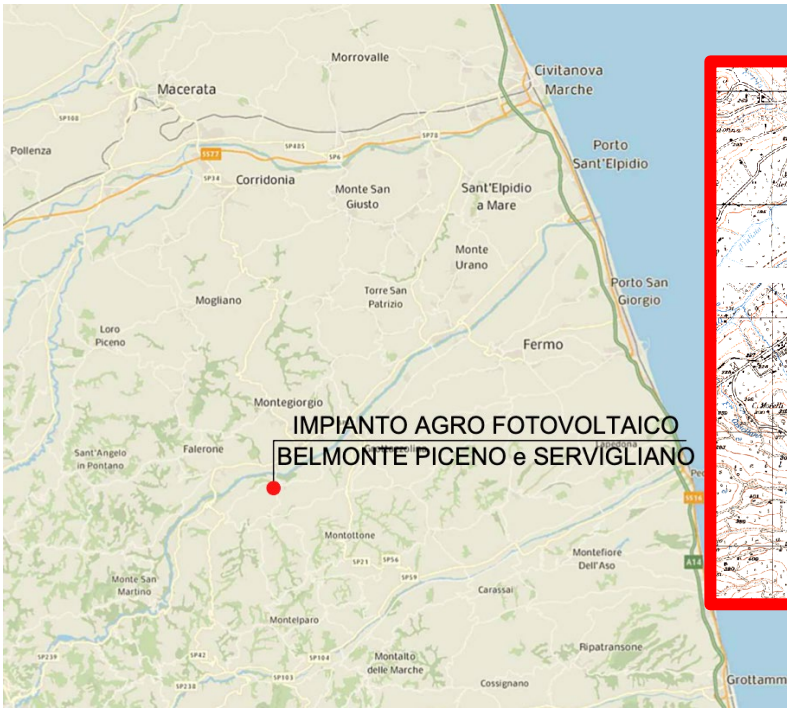 Morrovalle
Civitanova
Marche
Macerata
SP108
SP485
SP78
SS77
SP6
Pollenza
Porto
Sant'Elpidio
SP34
Corridonia
Monte San
Giusto
Sant'Elpidio
a Mare
Monte
Urano
Porto San
Giorgio
Mogliano
Torre San
Patrizio
Loro
Piceno
Fermo
Montegiorgio
IMPIANTO AGRO FOTOVOLTAICO
Sant'Angelo
in Pontano
Falerone
BELMONTE PICENO e SERVIGLIANO
SS16
Montottone
SP21
SP56
Montefiore
Dell'Aso
A14
Monte San
Martino
SP59
Carassai
Montelparo
Ripatransone
SP239
SP42
SP104
Montalto
delle Marche
SP238
SP103
Cossignano
Grottamm